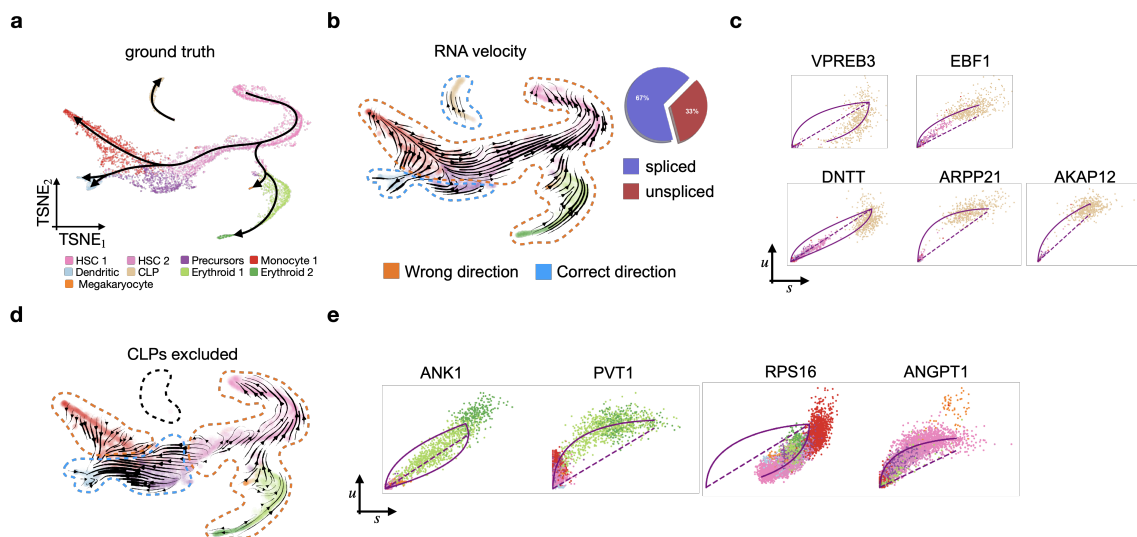 a
ground truth
TSNE2
TSNE1
HSC 1
HSC 2
Precursors
Monocyte 1
Dendritic
CLP
Erythroid 1
Erythroid 2
Megakaryocyte
b
RNA velocity
67%
33%
spliced
unspliced
Wrong direction
Correct direction
c
VPREB3
EBF1
DNTT
ARPP21
AKAP12
u
s
d
CLPs excluded
e
ANK1
PVT1
RPS16
ANGPT1
u
s